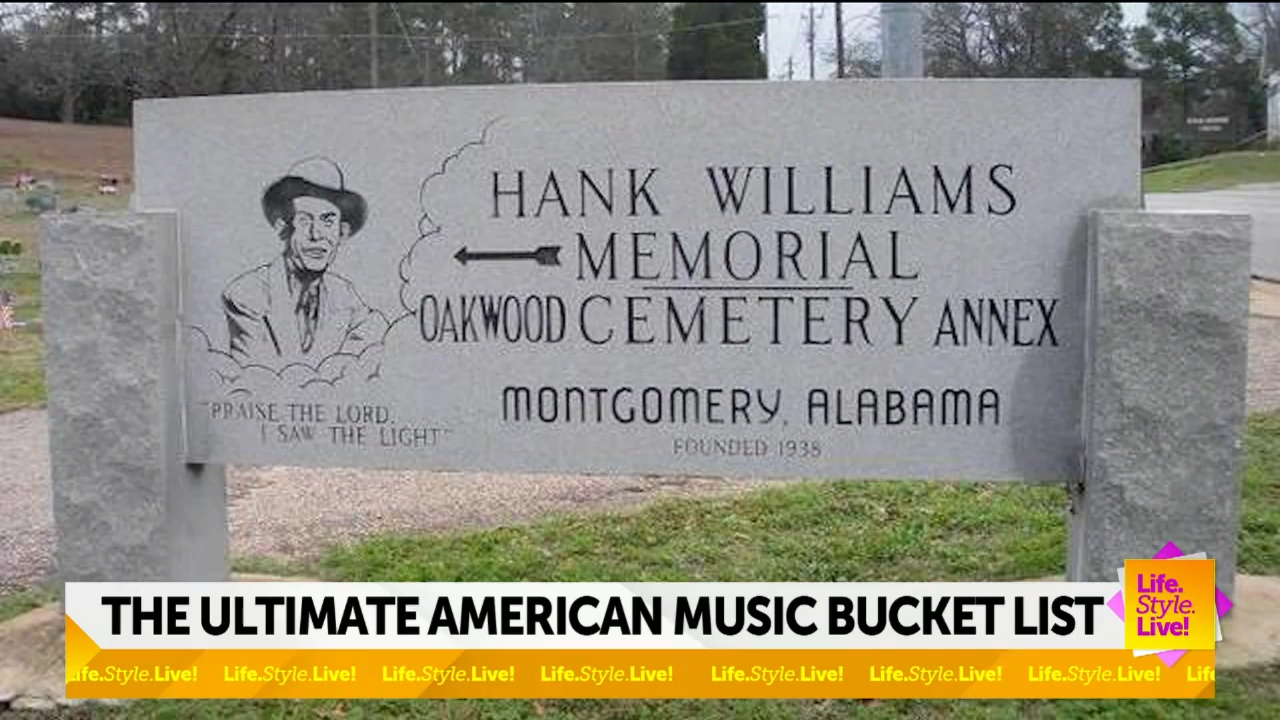 HANK WILLIAMS
MEMORIAL
OAKWOOD CEMETERY ANNEX
MONTGOMERY, ALABAMA
FOUNDED 1938
"PRAISE THE LORD,
I SAW THE LIGHT"
THE ULTIMATE AMERICAN MUSIC BUCKET LIST
Life.
Style.
Live!
Life.Style.Live! Life.Style.Live! Life.Style.Live! Life.Style.Live! Life.Style.Live! Life.Style.Live! Life.Style.Live! Life